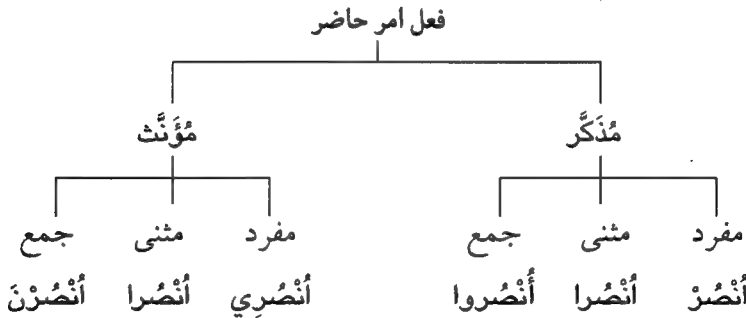 فعل امر حاضر
مُذَكَّر مُؤَنَّث
مفرد مثنى جمع مفرد مثنى جمع
اُنْصُرْ اُنْصُرا اُنْصُروا اُنْصُرِي اُنْصُرا اُنْصُرْنَ